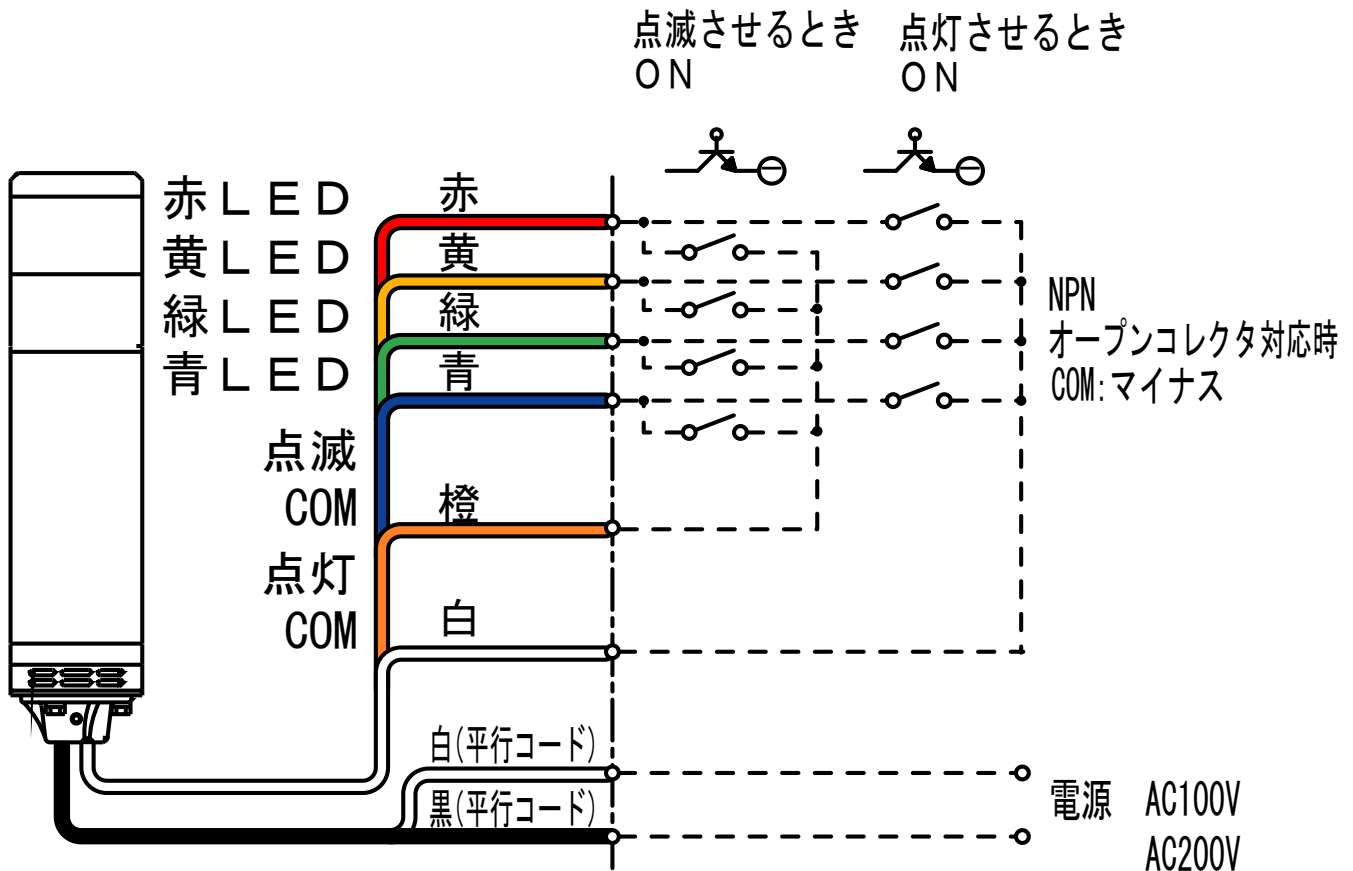 点滅させるとき
ＯＮ
点灯させるとき
ＯＮ
赤ＬＥＤ
赤
黄ＬＥＤ
黄
緑ＬＥＤ
緑
青ＬＥＤ
青
点滅
COM
橙
点灯
COM
白
NPN
オープンコレクタ対応時
COM:マイナス
白(平行コード)
黒(平行コード)
電源 AC100V
AC200V